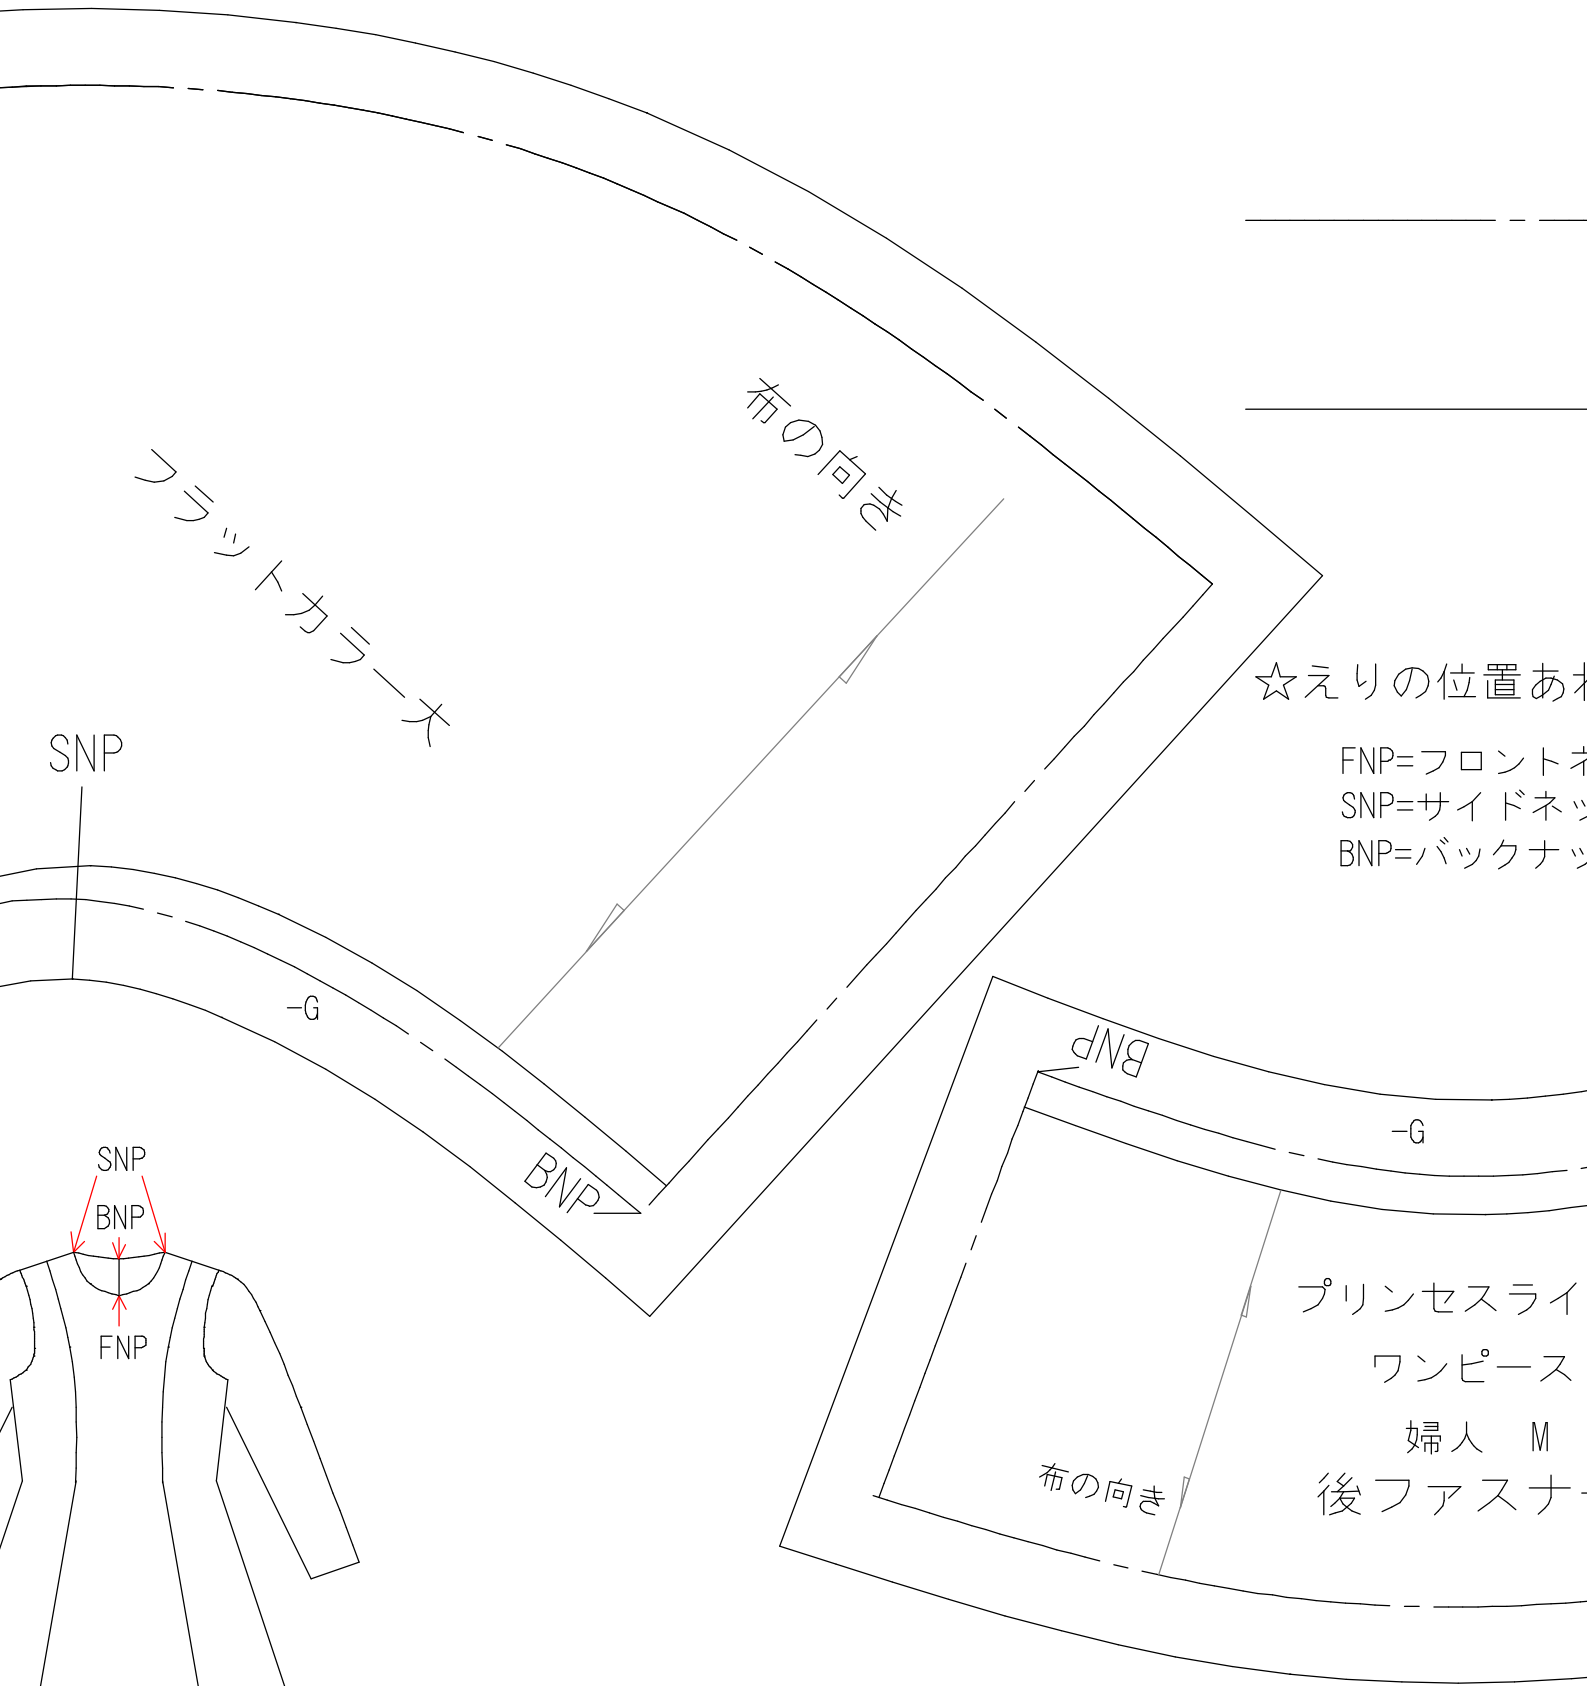 布の向き
フラットカラー大
SNP
☆えりの位置あわ
FNP=フロントネ
SNP=サイドネッ
BNP=バックナッ
-G
BNP
BNP
-G
SNP
BNP
FNP
プリンセスライ
ワンピース
婦人　M
後ファスナー
布の向き